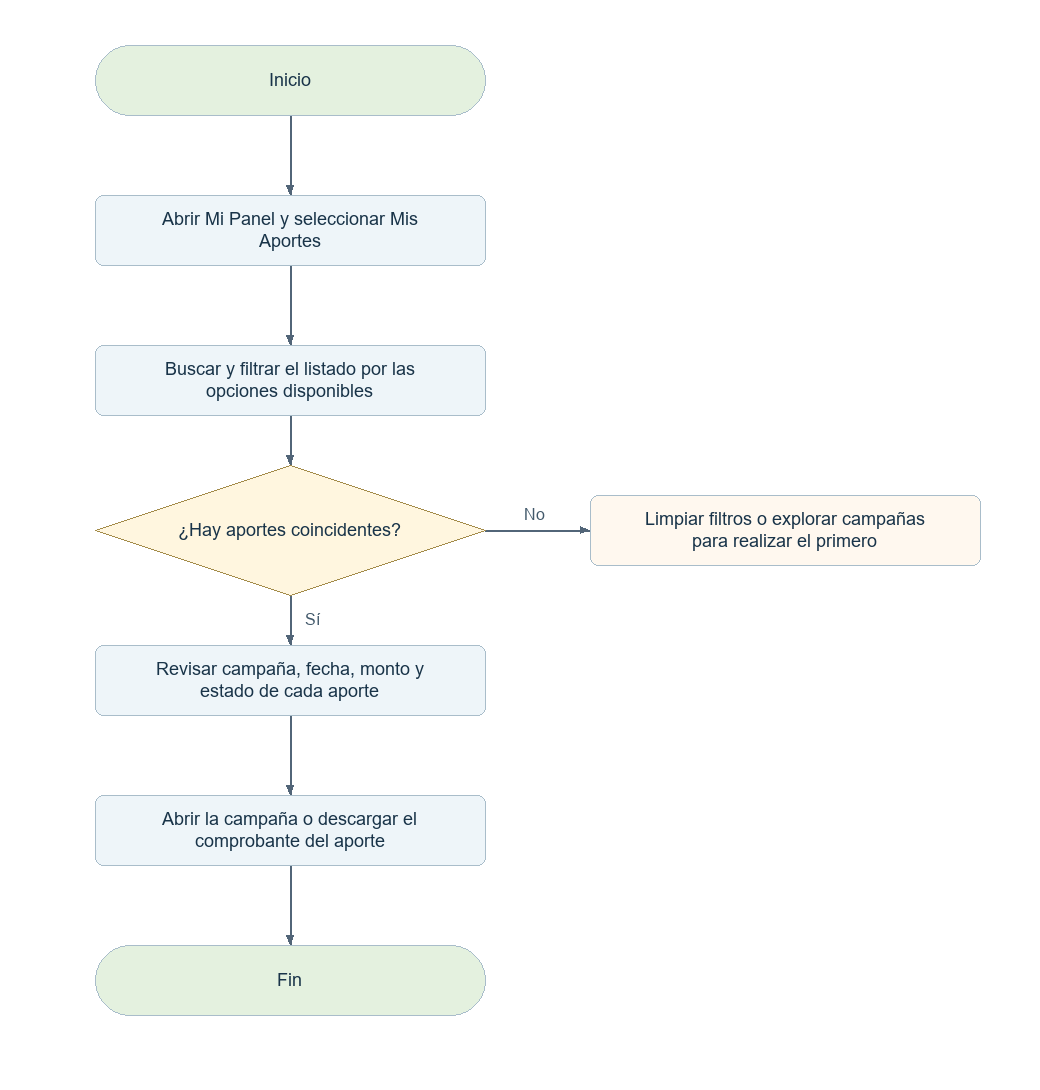 Inicio
Abrir Mi Panel y seleccionar Mis
Aportes
Buscar y filtrar el listado por las
opciones disponibles
¿Hay aportes coincidentes?
No
Limpiar filtros o explorar campañas
para realizar el primero
Sí
Revisar campaña, fecha, monto y
estado de cada aporte
Abrir la campaña o descargar el
comprobante del aporte
Fin